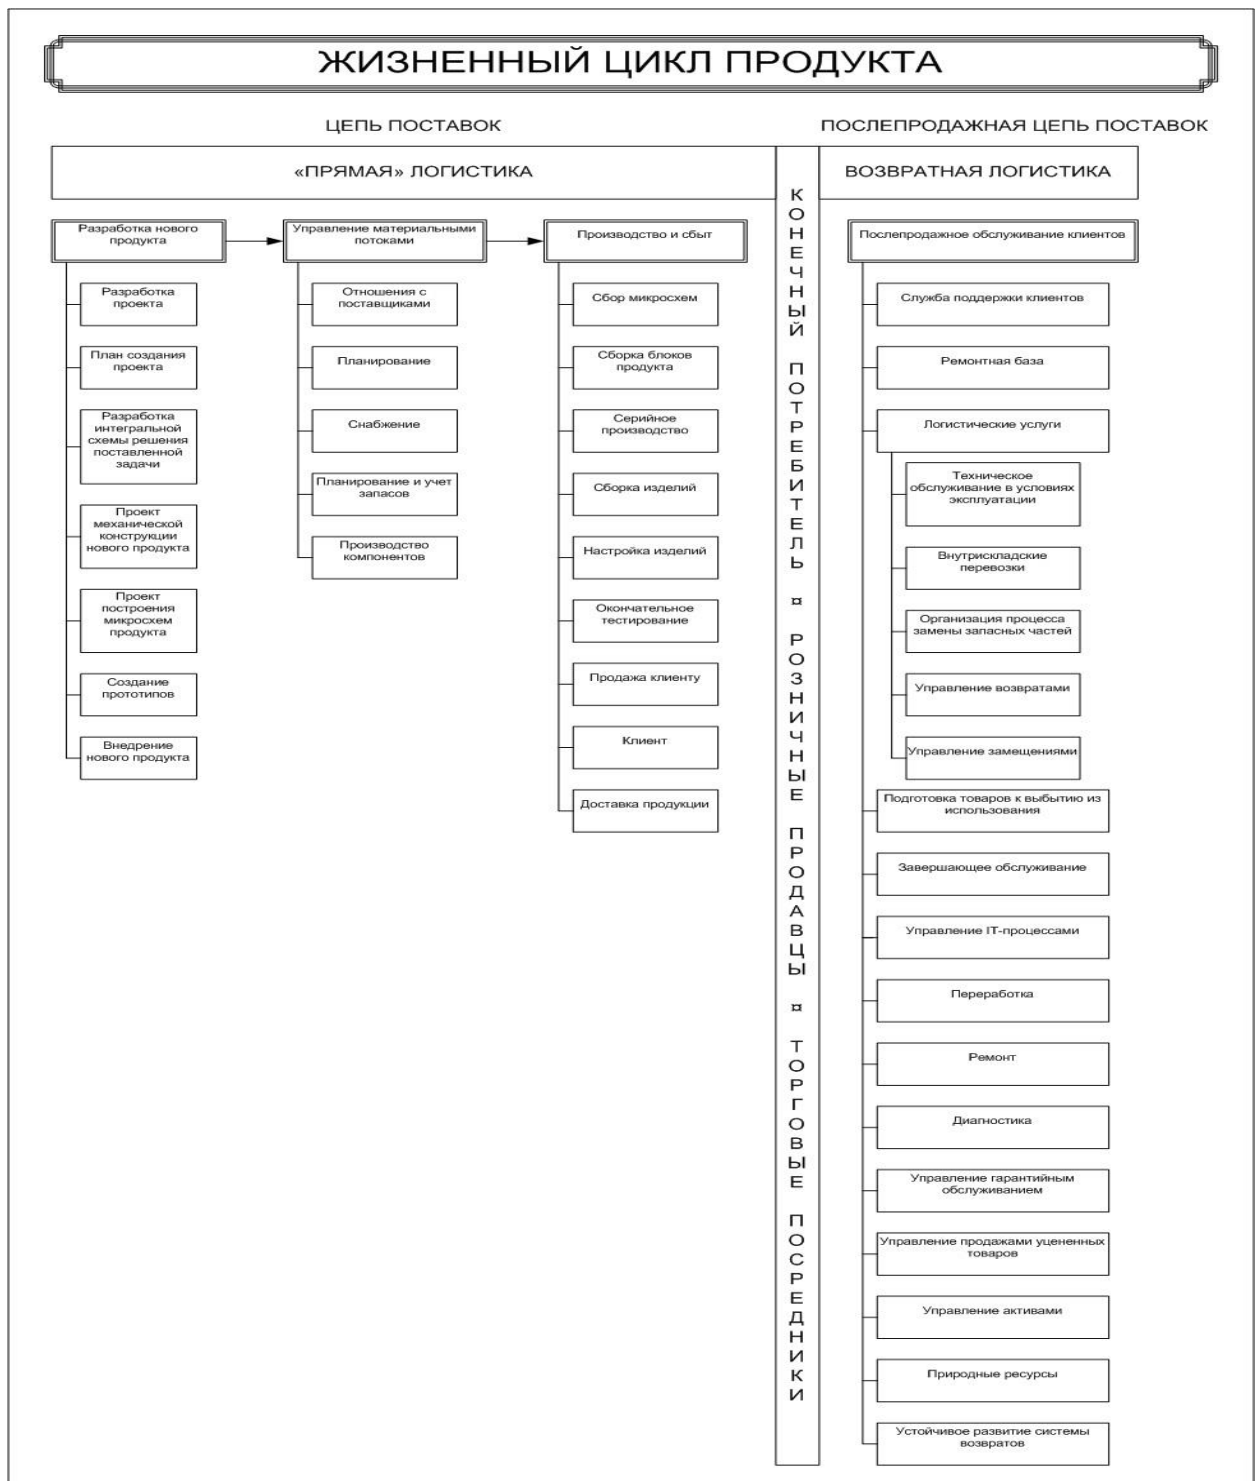 ЖИЗНЕННЫЙ ЦИКЛ ПРОДУКТА
ЦЕПЬ ПОСТАВОК
ПОСЛЕПРОДАЖНАЯ ЦЕПЬ ПОСТАВОК
«ПРЯМАЯ» ЛОГИСТИКА
ВОЗВРАТНАЯ ЛОГИСТИКА
Разработка нового
продукта
Разработка
проекта
План создания
проекта
Разработка
интегральной
схемы решения
поставленной
задачи
Проект
механической
конструкции
нового продукта
Проект
построения
микросхем
продукта
Создание
прототипов
Внедрение
нового продукта
Управление материальными
потоками
Отношения с
поставщиками
Планирование
Снабжение
Планирование и учет
запасов
Производство
компонентов
Производство и сбыт
Сбор микросхем
Сборка блоков
продукта
Серийное
производство
Сборка изделий
Настройка изделий
Окончательное
тестирование
Продажа клиенту
Клиент
Доставка продукции
КОНЕЧНЫЙ ПОТРЕБИТЕЛЬ ¤ РОЗНИЧНЫЕ ПРОДАВЦЫ ¤ ТОРГОВЫЕ ПОСРЕДНИКИ
Послепродажное обслуживание клиентов
Служба поддержки клиентов
Ремонтная база
Логистические услуги
Техническое
обслуживание в условиях
эксплуатации
Внутрискладские
перевозки
Организация процесса
замены запасных частей
Управление возвратами
Управление замещениями
Подготовка товаров к выбытию из
использования
Завершающее обслуживание
Управление IT-процессами
Переработка
Ремонт
Диагностика
Управление гарантийным
обслуживанием
Управление продажами уцененных
товаров
Управление активами
Природные ресурсы
Устойчивое развитие системы
возвратов